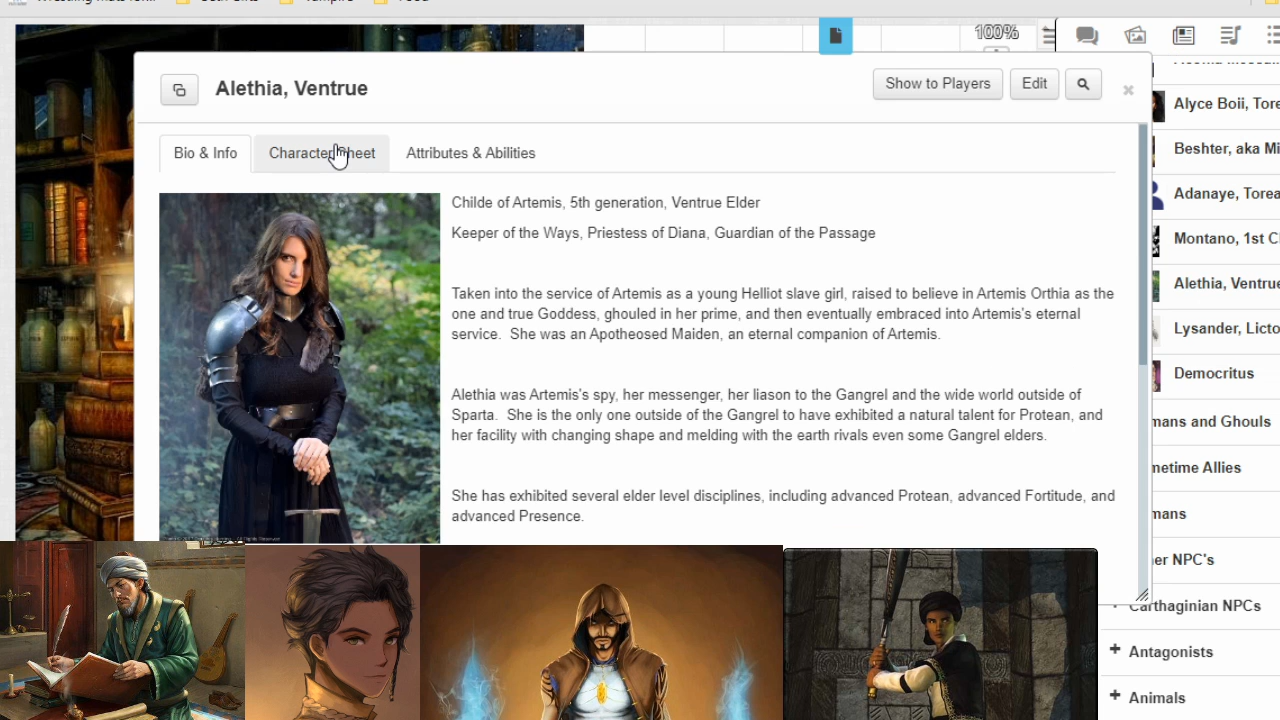 Vampire
Food
100%
Alethia, Ventrue
Show to Players
Edit
Bio & Info
Character Sheet
Attributes & Abilities
Childe of Artemis, 5th generation, Ventrue Elder
Keeper of the Ways, Priestess of Diana, Guardian of the Passage
Taken into the service of Artemis as a young Helliot slave girl, raised to believe in Artemis Orthia as the
one and true Goddess, ghouled in her prime, and then eventually embraced into Artemis's eternal
service. She was an Apotheosed Maiden, an eternal companion of Artemis.
Alethia was Artemis's spy, her messenger, her liason to the Gangrel and the wide world outside of
Sparta. She is the only one outside of the Gangrel to have exhibited a natural talent for Protean, and
her facility with changing shape and melding with the earth rivals even some Gangrel elders.
She has exhibited several elder level disciplines, including advanced Protean, advanced Fortitude, and
advanced Presence.
Alyce Boii, Tore
Beshter, aka Mi
Adanaye, Torea
Montano, 1st C
Alethia, Ventrue
Lysander, Licto
Democritus
mans and Ghouls
metime Allies
mans
er NPC's
Carthaginian NPCs
Antagonists
Animals